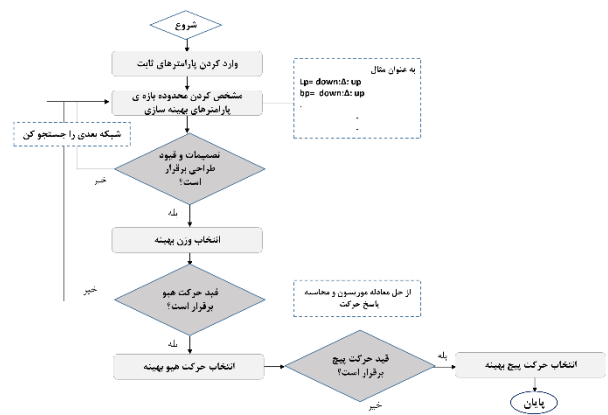 شروع
وارد کردن پارامترهای ثابت
به عنوان مثال
Lp= down:Δ: up
bp= down:Δ: up
.
-
-
مشخص کردن محدوده بازه ی
پارامترهای بهینه سازی
شبکه بعدی را جستجو کن
تصمیمات و قیود
طراحی برقرار
است؟
خیر
بله
انتخاب وزن بهینه
قید حرکت هیو
برقرار است؟
خیر
از حل معادله موریسون و محاسبه
پاسخ حرکت
بله
انتخاب حرکت هیو بهینه
قید حرکت پیچ
برقرار است؟
بله
انتخاب حرکت پیچ بهینه
خیر
پایان